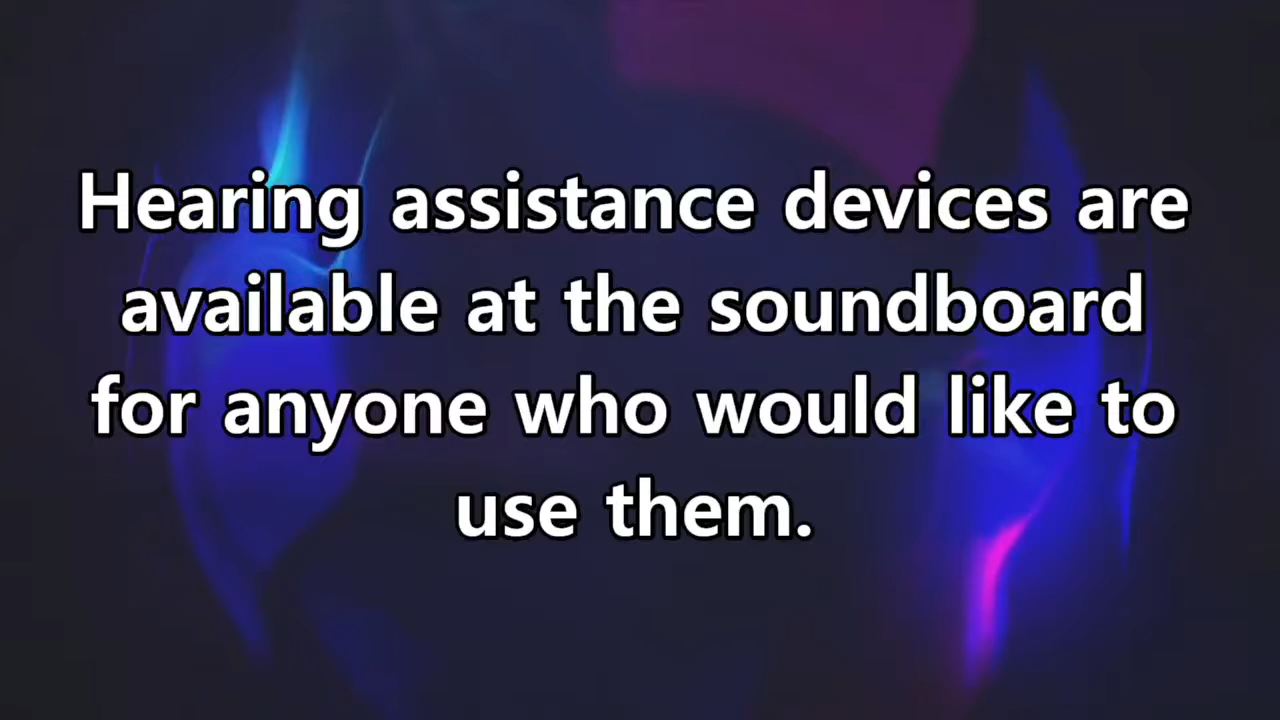 Hearing assistance devices are
available at the soundboard
for anyone who would like to
use them.